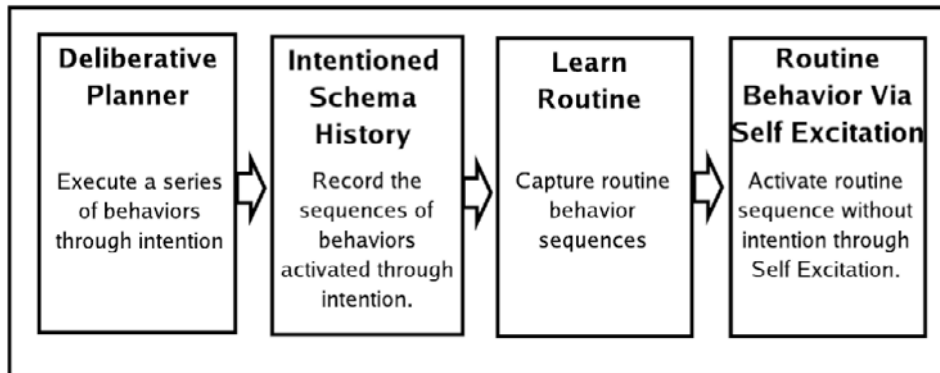 Deliberative
Planner
Execute a series
of behaviors
through intention
Intentioned
Schema
History
Record the
sequences of
behaviors
activated through
intention.
Learn
Routine
Capture routine
behavior
sequences
Routine
Behavior Via
Self Excitation
Activate routine
sequence without
intention through
Self Excitation.